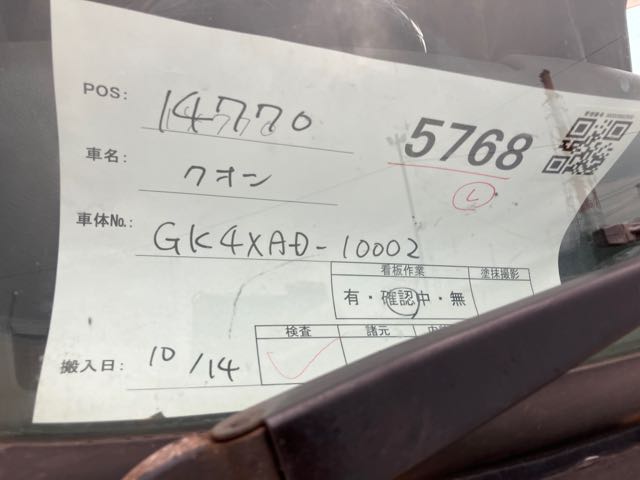 POS: 14770
5768
車名: クオン
L
車体No.: GK4XAD-10002
看板作業 塗抹撮影
有・確認中・無
検査 諸元
搬入日: 10/14